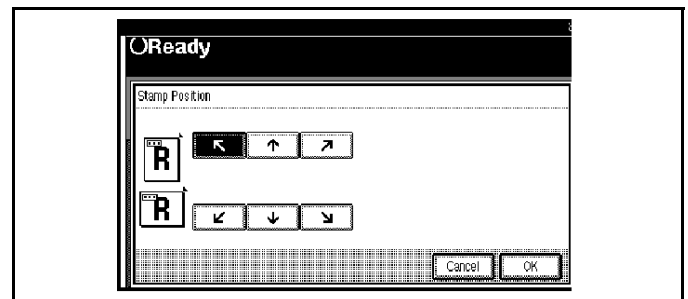 Ready
Stamp Position
R
↖ ↑ ↗
R
↙ ↓ ↘
Cancel OK